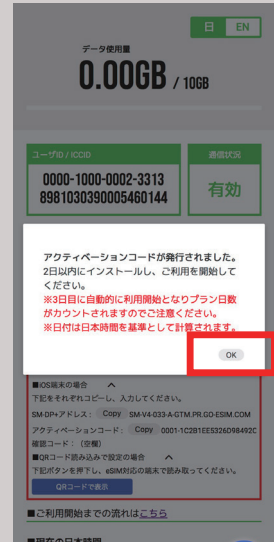 日 EN
データ使用量
0.00GB / 10GB
ユーザID / ICCID
通信状況
0000-1000-0002-3313
8981030390005460144
有効
アクティベーションコードが発行されました。
2日以内にインストールし、ご利用を開始して
ください。
※3日目に自動的に利用開始となりプラン日数
がカウントされますのでご注意ください。
※日付は日本時間を基準として計算されます。
OK
■iOS端末の場合 ^
下記をそれぞれコピーし、入力してください。
SM-DP+アドレス: Copy SM-V4-033-A-GTM.PR.GO-ESIM.COM
アクティベーションコード: Copy 0001-1C2B1EE5326D98492C
確認コード:(空欄)
■QRコード読み込みで設定の場合 ^
下記ボタンを押下し、eSIM対応の端末で読み取ってください。
QRコードで表示
■ご利用開始までの流れはこちら
■現在の日本時間